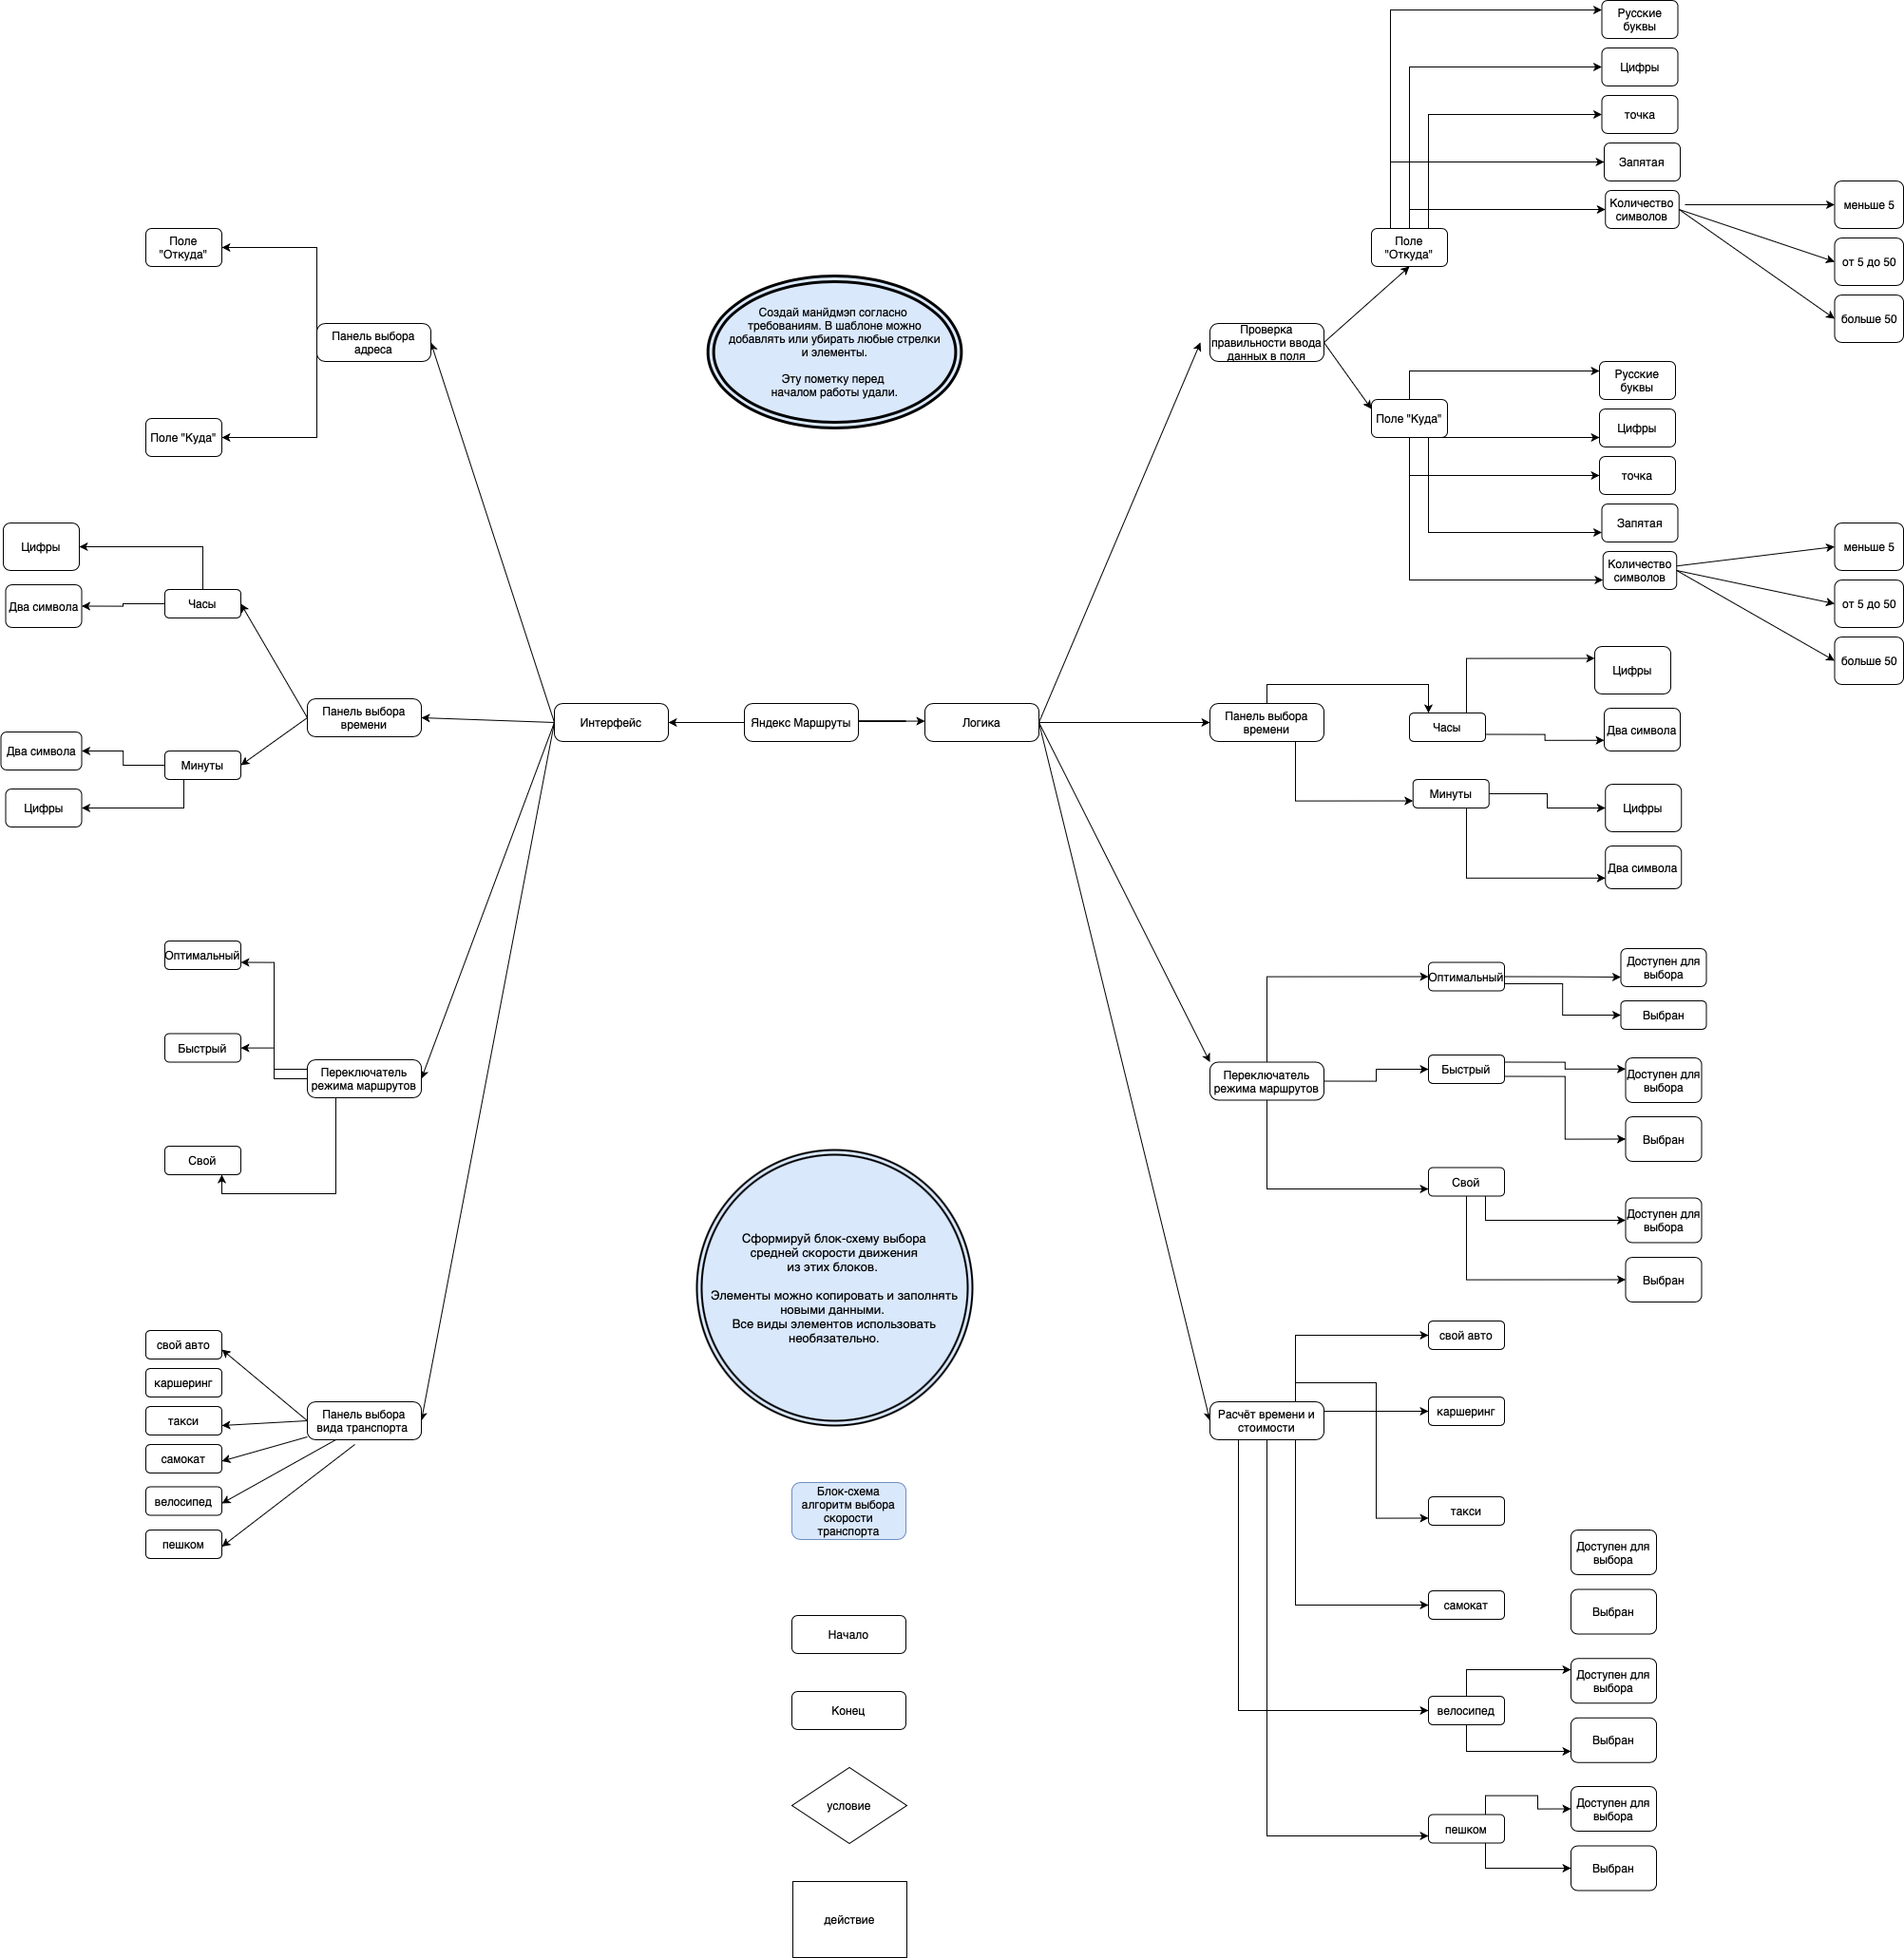 Русские
буквы
Цифры
точка
Запятая
Количество
символов
меньше 5
от 5 до 50
больше 50
Поле
"Откуда"
Поле
"Откуда"
Панель выбора
адреса
Поле "Куда"
Создай манйдмэп согласно
требованиям. В шаблоне можно
добавлять или убирать любые стрелки
и элементы.
Эту пометку перед
началом работы удали.
Проверка
правильности ввода
данных в поля
Поле "Куда"
Русские
буквы
Цифры
точка
Запятая
Количество
символов
меньше 5
от 5 до 50
больше 50
Цифры
Два символа
Часы
Панель выбора
времени
Два символа
Минуты
Цифры
Интерфейс
Яндекс Маршруты
Логика
Панель выбора
времени
Часы
Цифры
Два символа
Минуты
Цифры
Два символа
Оптимальный
Быстрый
Переключатель
режима маршрутов
Свой
Переключатель
режима маршрутов
Оптимальный
Доступен для
выбора
Выбран
Быстрый
Доступен для
выбора
Выбран
Свой
Доступен для
выбора
Выбран
Сформируй блок-схему выбора
средней скорости движения
из этих блоков.
Элементы можно копировать и заполнять
новыми данными.
Все виды элементов использовать
необязательно.
свой авто
каршеринг
такси
самокат
велосипед
пешком
Панель выбора
вида транспорта
Расчёт времени и
стоимости
свой авто
каршеринг
такси
Доступен для
выбора
самокат
Выбран
велосипед
Доступен для
выбора
Выбран
пешком
Доступен для
выбора
Выбран
Блок-схема
алгоритм выбора
скорости
транспорта
Начало
Конец
условие
действие